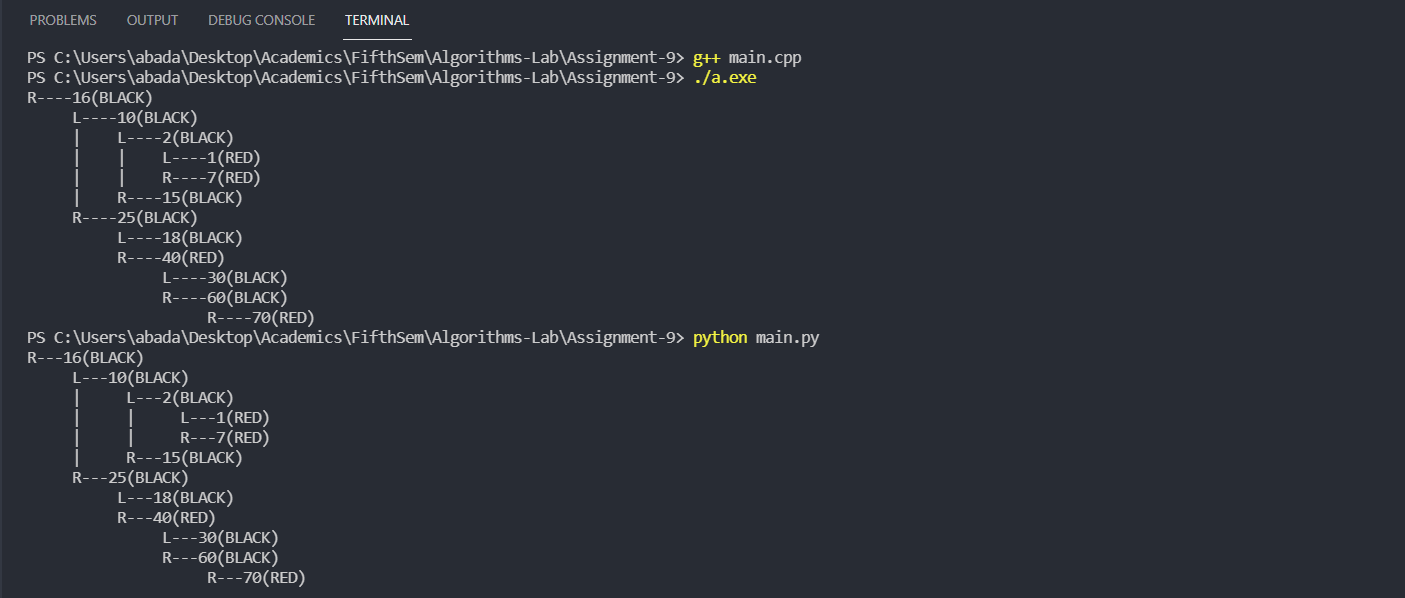 PROBLEMS OUTPUT DEBUG CONSOLE TERMINAL
PS C:\Users\abada\Desktop\Academics\FifthSem\Algorithms-Lab\Assignment-9> g++ main.cpp
PS C:\Users\abada\Desktop\Academics\FifthSem\Algorithms-Lab\Assignment-9> ./a.exe
R----16(BLACK)
     L----10(BLACK)
     |    L----2(BLACK)
     |    |    L----1(RED)
     |    |    R----7(RED)
     |    R----15(BLACK)
     R----25(BLACK)
          L----18(BLACK)
          R----40(RED)
               L----30(BLACK)
               R----60(BLACK)
                    R----70(RED)
PS C:\Users\abada\Desktop\Academics\FifthSem\Algorithms-Lab\Assignment-9> python main.py
R---16(BLACK)
     L---10(BLACK)
     |     L---2(BLACK)
     |     |     L---1(RED)
     |     |     R---7(RED)
     |     R---15(BLACK)
     R---25(BLACK)
          L---18(BLACK)
          R---40(RED)
               L---30(BLACK)
               R---60(BLACK)
                    R---70(RED)